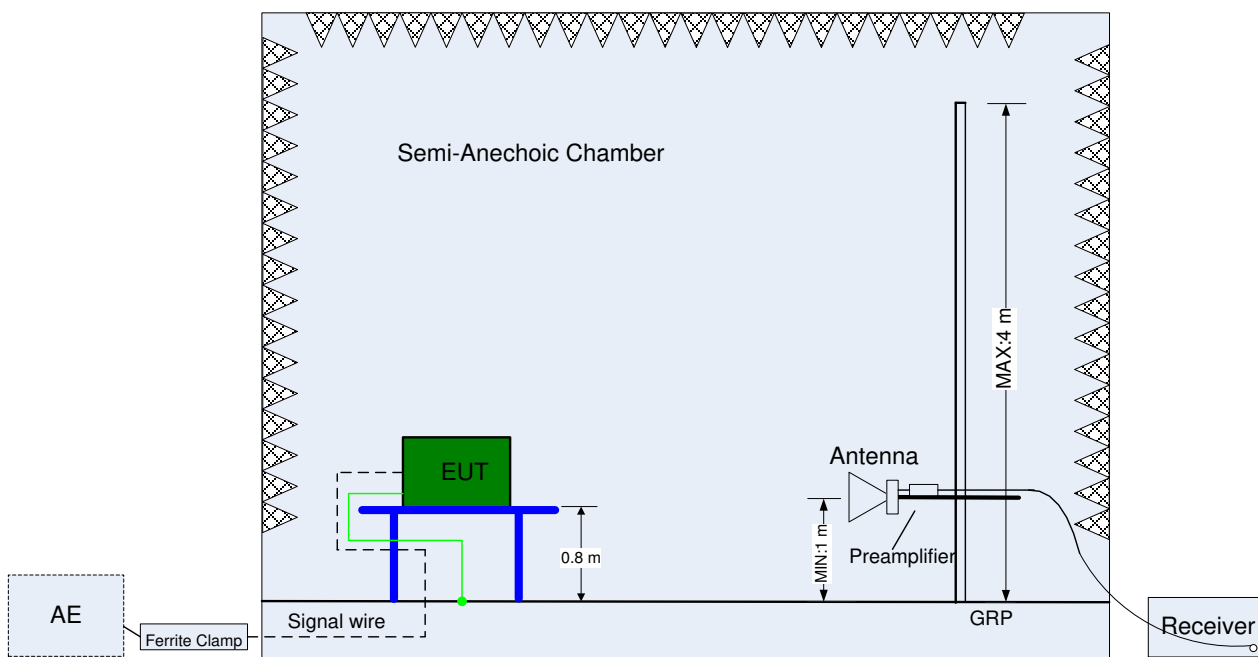 Semi-Anechoic Chamber
MAX:4 m
EUT
Antenna
0.8 m
MIN:1 m
Preamplifier
AE
Ferrite Clamp
Signal wire
GRP
Receiver